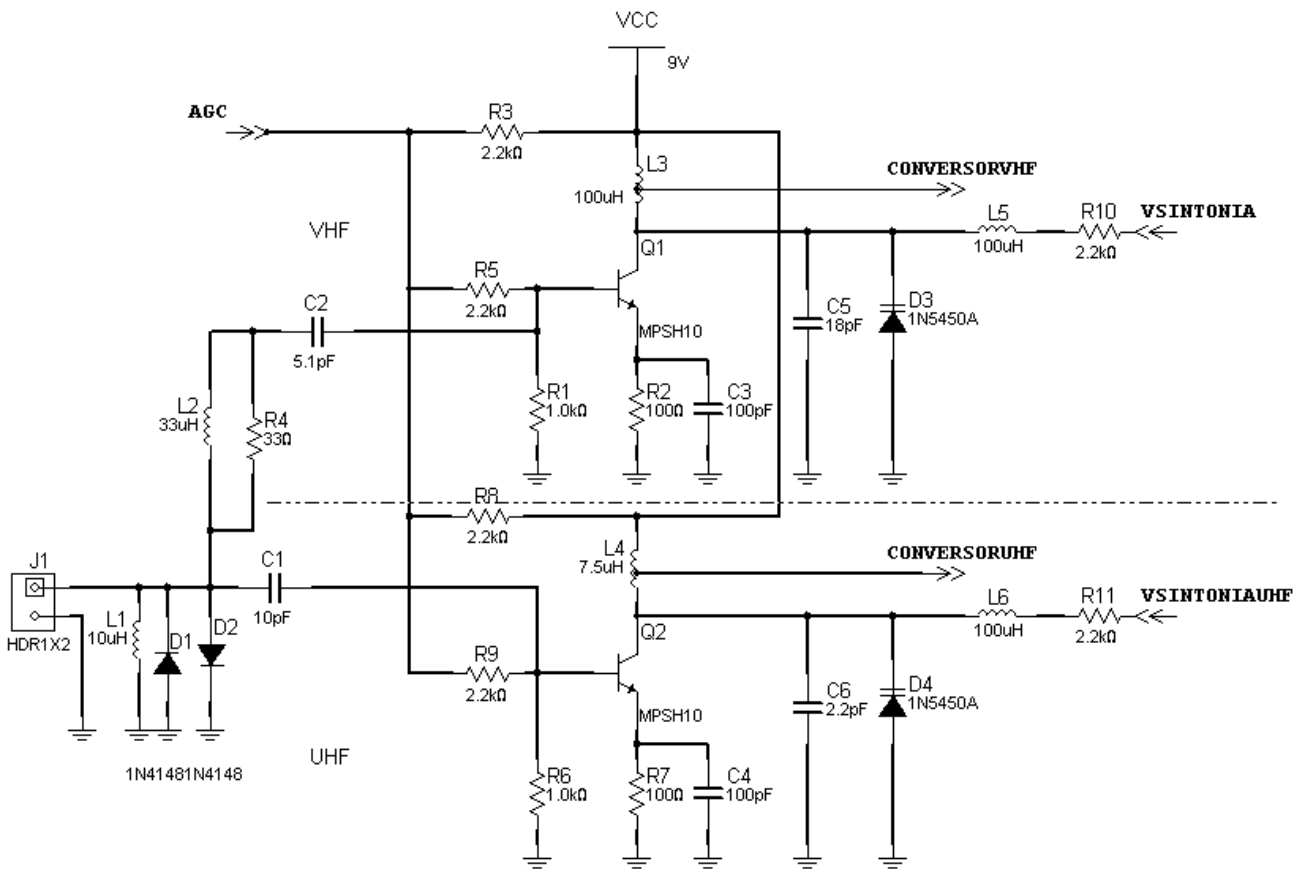 VCC
9V
AGC
R3
2.2kΩ
L3
100uH
CONVERSORVHF
VHF
Q1
L5
100uH
R10
2.2kΩ
VSINTONIA
R5
2.2kΩ
C2
5.1pF
MPSH10
C5
18pF
D3
1N5450A
L2
33uH
R4
33Ω
R1
1.0kΩ
R2
100Ω
C3
100pF
R8
2.2kΩ
L4
7.5uH
CONVERSORUHF
J1
HDR1X2
C1
10pF
L1
10uH
D1
D2
Q2
L6
100uH
R11
2.2kΩ
VSINTONIAUHF
R9
2.2kΩ
MPSH10
C6
2.2pF
D4
1N5450A
1N41481N4148
UHF
R6
1.0kΩ
R7
100Ω
C4
100pF